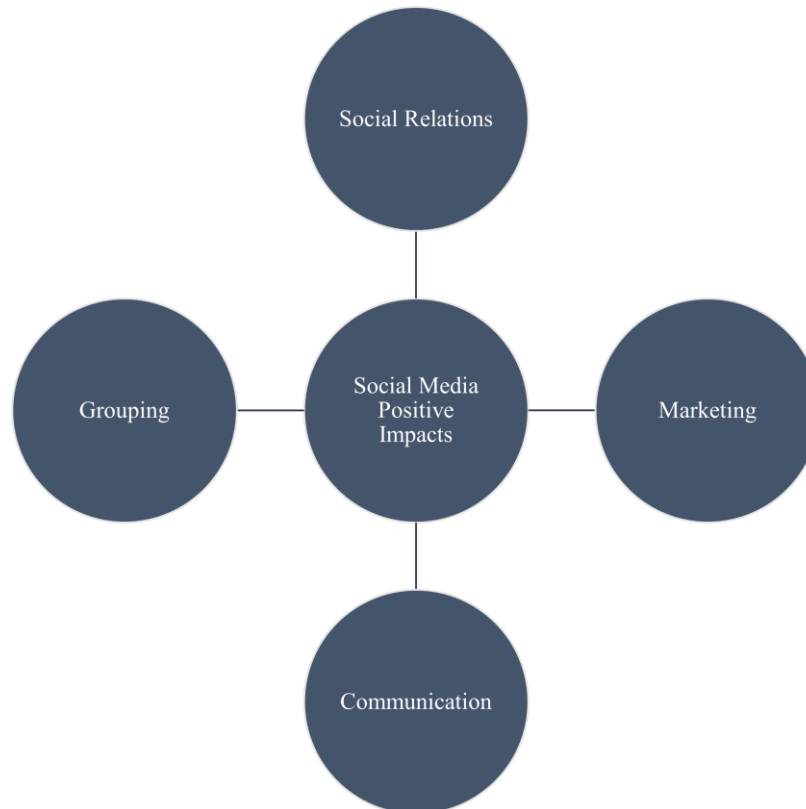 Social Relations
Grouping
Social Media
Positive
Impacts
Marketing
Communication